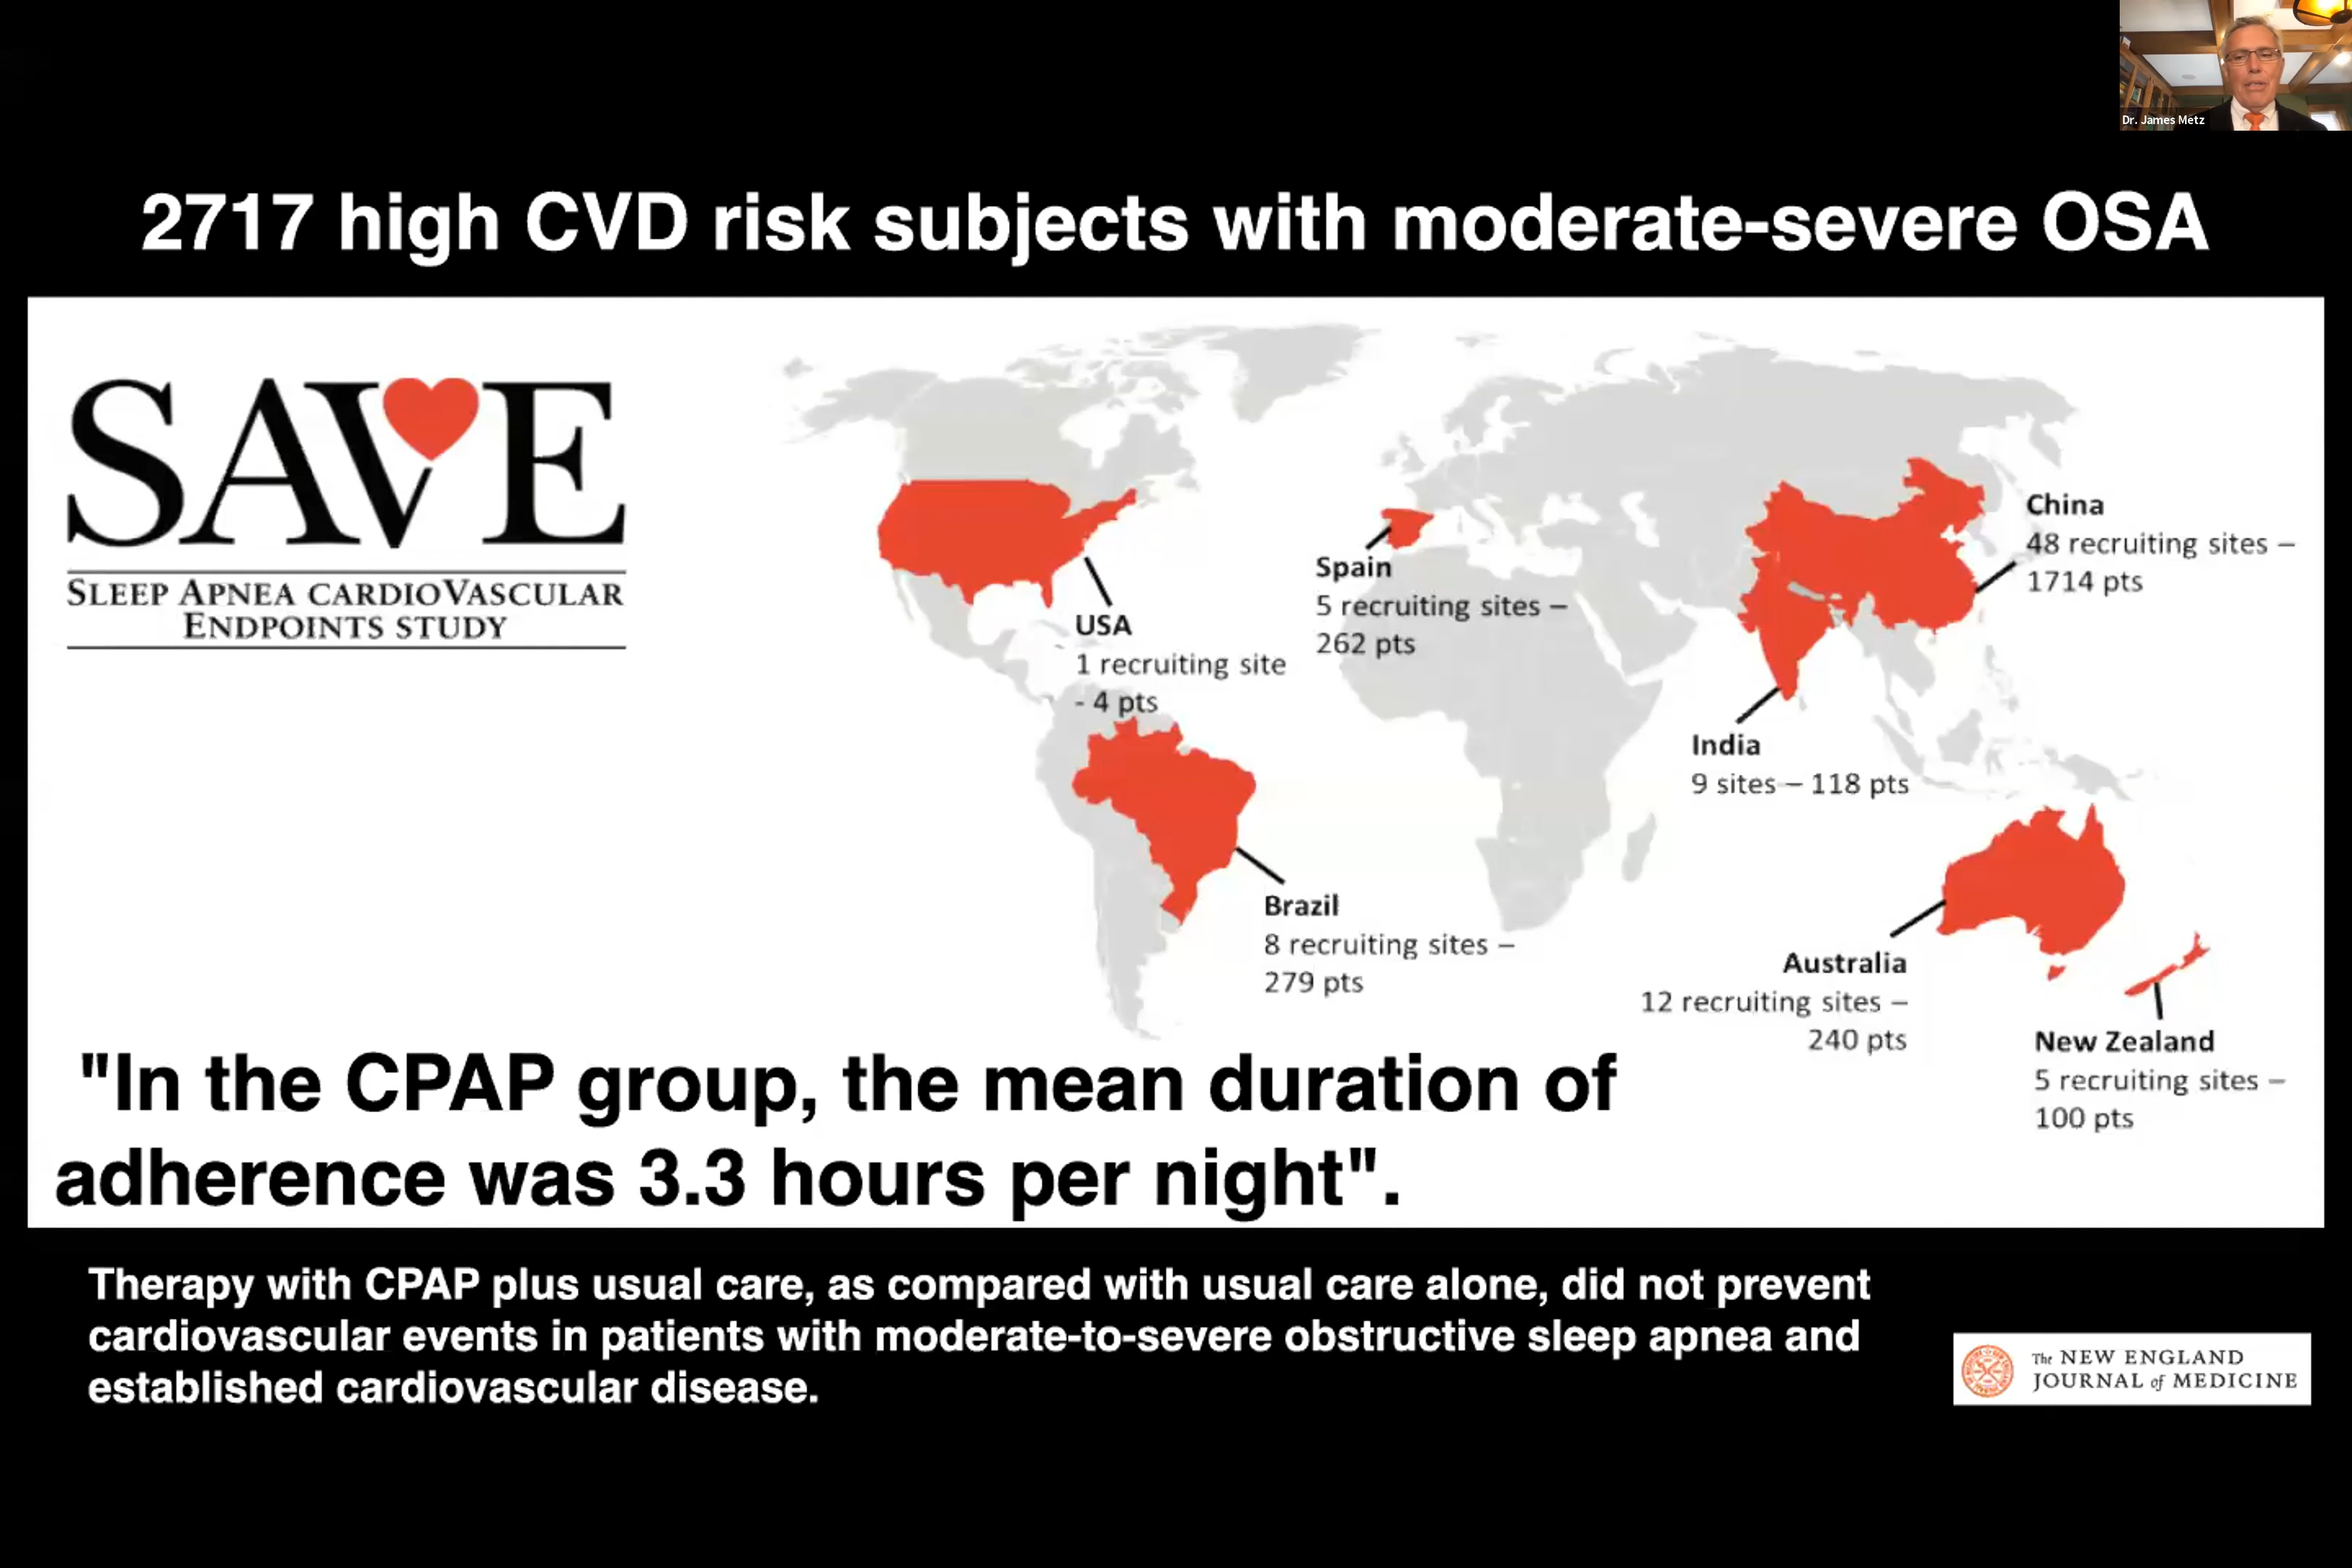 Dr. James Metz
2717 high CVD risk subjects with moderate-severe OSA
SAVE
SLEEP APNEA CARDIOVASCULAR
ENDPOINTS STUDY
USA
1 recruiting site
- 4 pts
Spain
5 recruiting sites –
262 pts
China
48 recruiting sites –
1714 pts
India
9 sites – 118 pts
Brazil
8 recruiting sites –
279 pts
Australia
12 recruiting sites –
240 pts
New Zealand
5 recruiting sites –
100 pts
"In the CPAP group, the mean duration of
adherence was 3.3 hours per night".
Therapy with CPAP plus usual care, as compared with usual care alone, did not prevent
cardiovascular events in patients with moderate-to-severe obstructive sleep apnea and
established cardiovascular disease.
The NEW ENGLAND
JOURNAL of MEDICINE